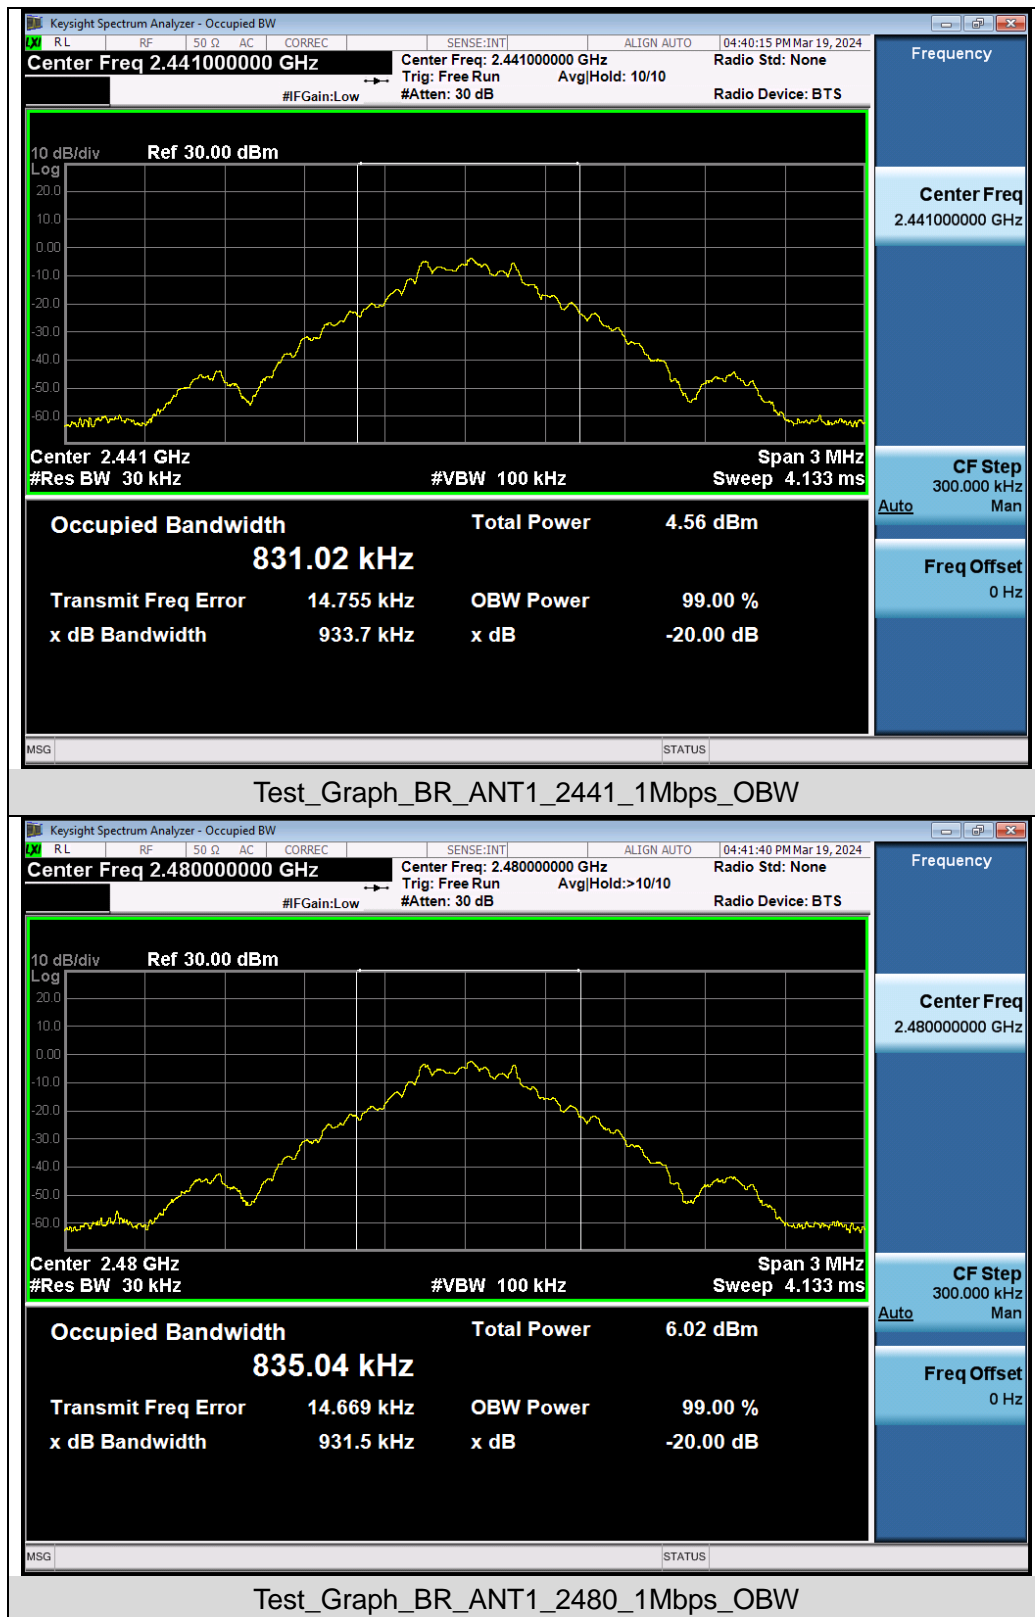 Keysight Spectrum Analyzer - Occupied BW
LXI RL RF 50 Ω AC CORREC SENSE:INT ALIGN AUTO 04:40:15 PM Mar 19, 2024
Center Freq 2.441000000 GHz Center Freq: 2.441000000 GHz Radio Std: None Frequency
Trig: Free Run Avg|Hold: 10/10
#IFGain:Low #Atten: 30 dB Radio Device: BTS
10 dB/div Ref 30.00 dBm
Log
20.0
10.0
0.00
-10.0
-20.0
-30.0
-40.0
-50.0
-60.0
Center Freq
2.441000000 GHz
Center 2.441 GHz Span 3 MHz
#Res BW 30 kHz #VBW 100 kHz Sweep 4.133 ms
CF Step
300.000 kHz
Auto Man
Occupied Bandwidth Total Power 4.56 dBm
831.02 kHz
Freq Offset
0 Hz
Transmit Freq Error 14.755 kHz OBW Power 99.00 %
x dB Bandwidth 933.7 kHz x dB -20.00 dB
MSG STATUS
Test_Graph_BR_ANT1_2441_1Mbps_OBW
Keysight Spectrum Analyzer - Occupied BW
LXI RL RF 50 Ω AC CORREC SENSE:INT ALIGN AUTO 04:41:40 PM Mar 19, 2024
Center Freq 2.480000000 GHz Center Freq: 2.480000000 GHz Radio Std: None Frequency
Trig: Free Run Avg|Hold:>10/10
#IFGain:Low #Atten: 30 dB Radio Device: BTS
10 dB/div Ref 30.00 dBm
Log
20.0
10.0
0.00
-10.0
-20.0
-30.0
-40.0
-50.0
-60.0
Center Freq
2.480000000 GHz
Center 2.48 GHz Span 3 MHz
#Res BW 30 kHz #VBW 100 kHz Sweep 4.133 ms
CF Step
300.000 kHz
Auto Man
Occupied Bandwidth Total Power 6.02 dBm
835.04 kHz
Freq Offset
0 Hz
Transmit Freq Error 14.669 kHz OBW Power 99.00 %
x dB Bandwidth 931.5 kHz x dB -20.00 dB
MSG STATUS
Test_Graph_BR_ANT1_2480_1Mbps_OBW